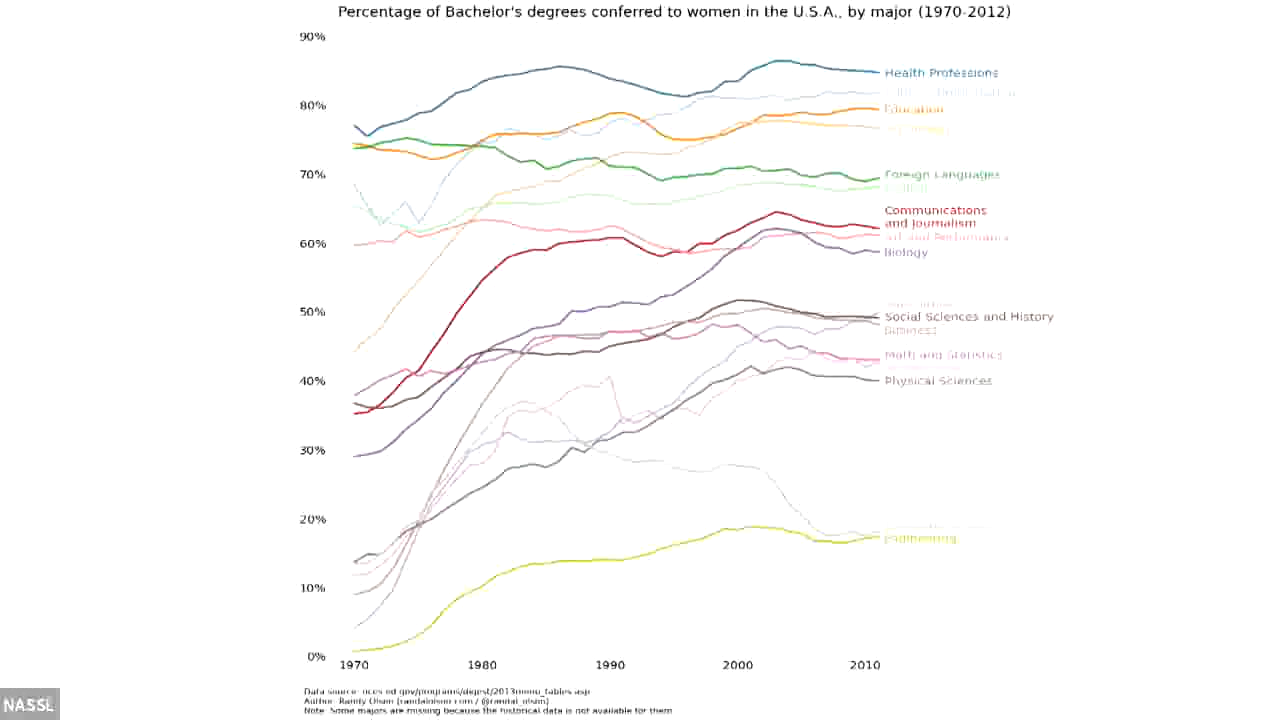 Percentage of Bachelor's degrees conferred to women in the U.S.A., by major (1970-2012)
90%
80%
70%
60%
50%
40%
30%
20%
10%
0%
1970
1980
1990
2000
2010
Health Professions
Education
Foreign Languages
Communications
and Journalism
Art and Performance
Biology
Social Sciences and History
Business
Math and Statistics
Physical Sciences
Engineering
Data source: nces.ed.gov/programs/digest/2013menu_tables.asp
Author: Randy Olson (randalolson.com / @randal_olson)
Note: Some majors are missing because the historical data is not available for them
NASSL